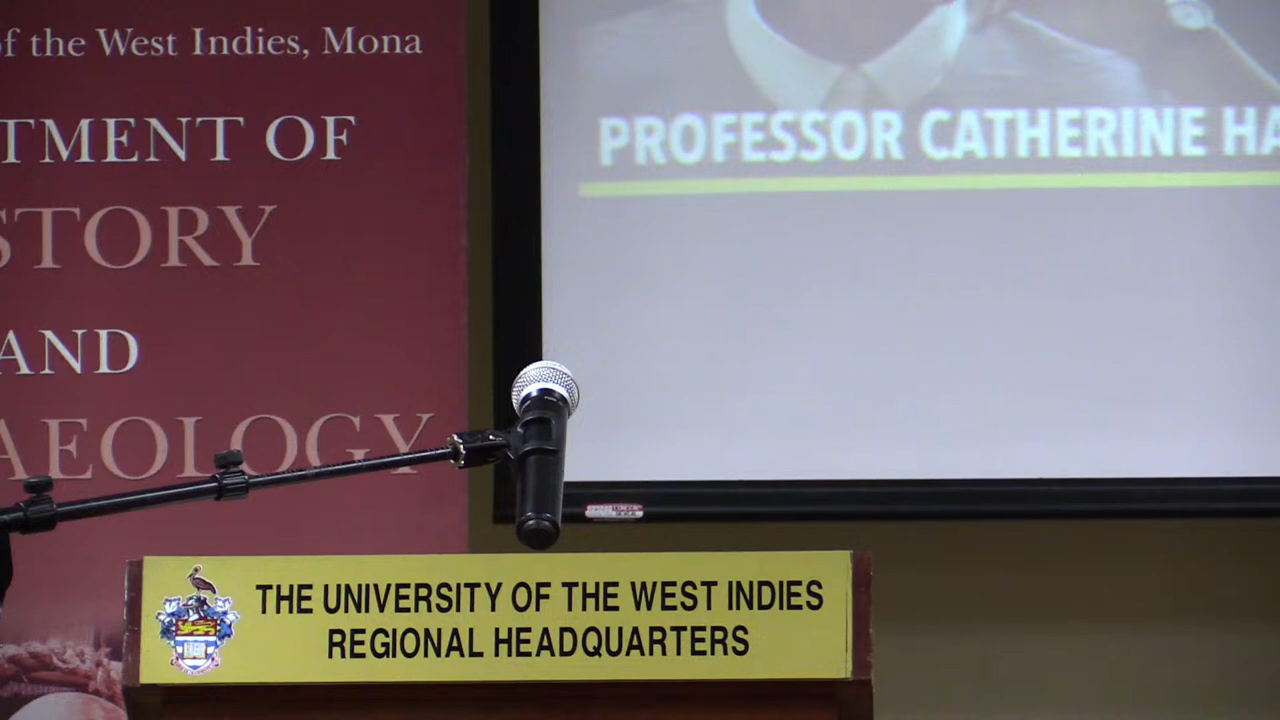 of the West Indies, Mona
TMENT OF
STORY
AND
AEOLOGY
PROFESSOR CATHERINE HA
THE UNIVERSITY OF THE WEST INDIES
REGIONAL HEADQUARTERS